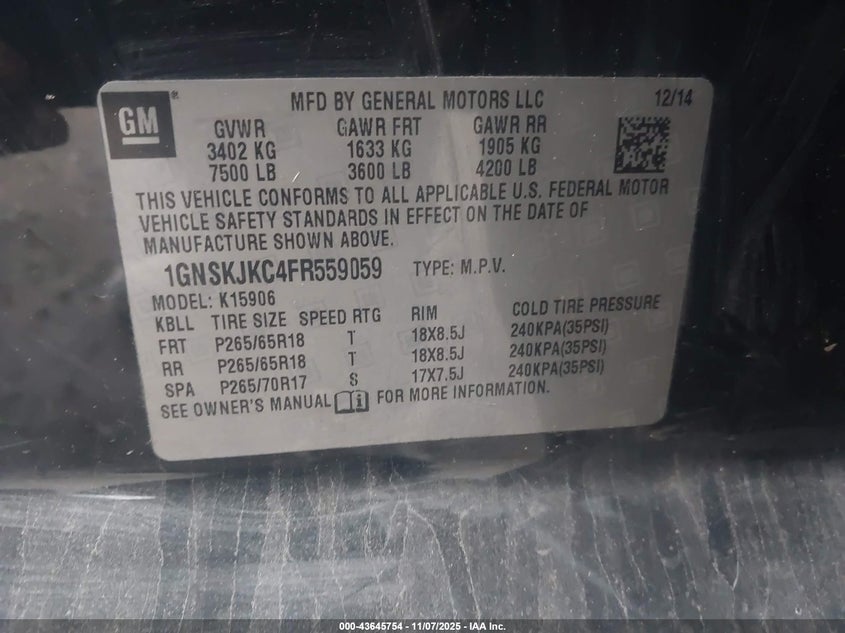 GM®
MFD BY GENERAL MOTORS LLC 12/14
GVWR GAWR FRT GAWR RR
3402 KG 1633 KG 1905 KG
7500 LB 3600 LB 4200 LB
THIS VEHICLE CONFORMS TO ALL APPLICABLE U.S. FEDERAL MOTOR
VEHICLE SAFETY STANDARDS IN EFFECT ON THE DATE OF
MANUFACTURE SHOWN ABOVE.
1GNSKJKC4FR559059 TYPE: M.P.V.
MODEL: K15906
KBLL TIRE SIZE SPEED RTG RIM COLD TIRE PRESSURE
FRT P265/65R18 T 18X8.5J 240KPA(35PSI)
RR P265/65R18 T 18X8.5J 240KPA(35PSI)
SPA P265/70R17 S 17X7.5J 240KPA(35PSI)
SEE OWNER'S MANUAL i FOR MORE INFORMATION.
000-43645754 - 11/07/2025 - IAA Inc.